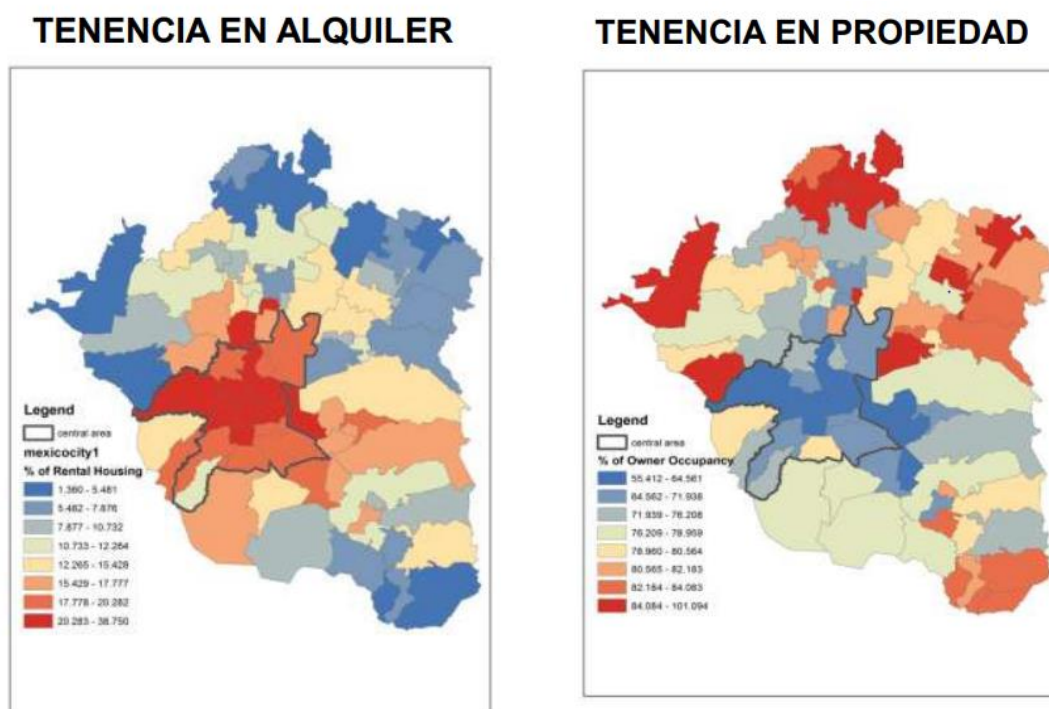 TENENCIA EN ALQUILER
Legend
central area
mexicocity1
% of Rental Housing
1.360 - 5.481
5.482 - 7.876
7.877 - 10.732
10.733 - 12.264
12.265 - 15.428
15.429 - 17.777
17.778 - 20.282
20.283 - 38.750
TENENCIA EN PROPIEDAD
Legend
central area
% of Owner Occupancy
55.412 - 64.561
64.562 - 71.938
71.939 - 76.208
76.209 - 78.959
78.960 - 80.564
80.565 - 82.183
82.184 - 84.083
84.084 - 101.094